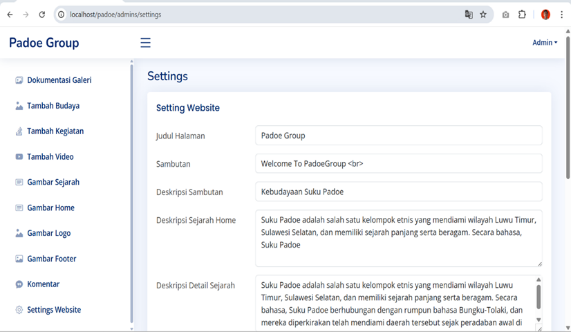 localhost/padoe/admins/settings
Padoe Group
Admin
Dokumentasi Galeri
Tambah Budaya
Tambah Kegiatan
Tambah Video
Gambar Sejarah
Gambar Home
Gambar Logo
Gambar Footer
Komentar
Settings Website
Settings
Setting Website
Judul Halaman
Padoe Group
Sambutan
Welcome To PadoeGroup <br>
Deskripsi Sambutan
Kebudayaan Suku Padoe
Deskripsi Sejarah Home
Suku Padoe adalah salah satu kelompok etnis yang mendiami wilayah Luwu Timur,
Sulawesi Selatan, dan memiliki sejarah panjang serta beragam. Secara bahasa,
Suku Padoe
Deskripsi Detail Sejarah
Suku Padoe adalah salah satu kelompok etnis yang mendiami wilayah Luwu
Timur, Sulawesi Selatan, dan memiliki sejarah panjang serta beragam. Secara
bahasa, Suku Padoe berhubungan dengan rumpun bahasa Bungku-Tolaki, dan
mereka diperkirakan telah mendiami daerah tersebut sejak peradaban awal di